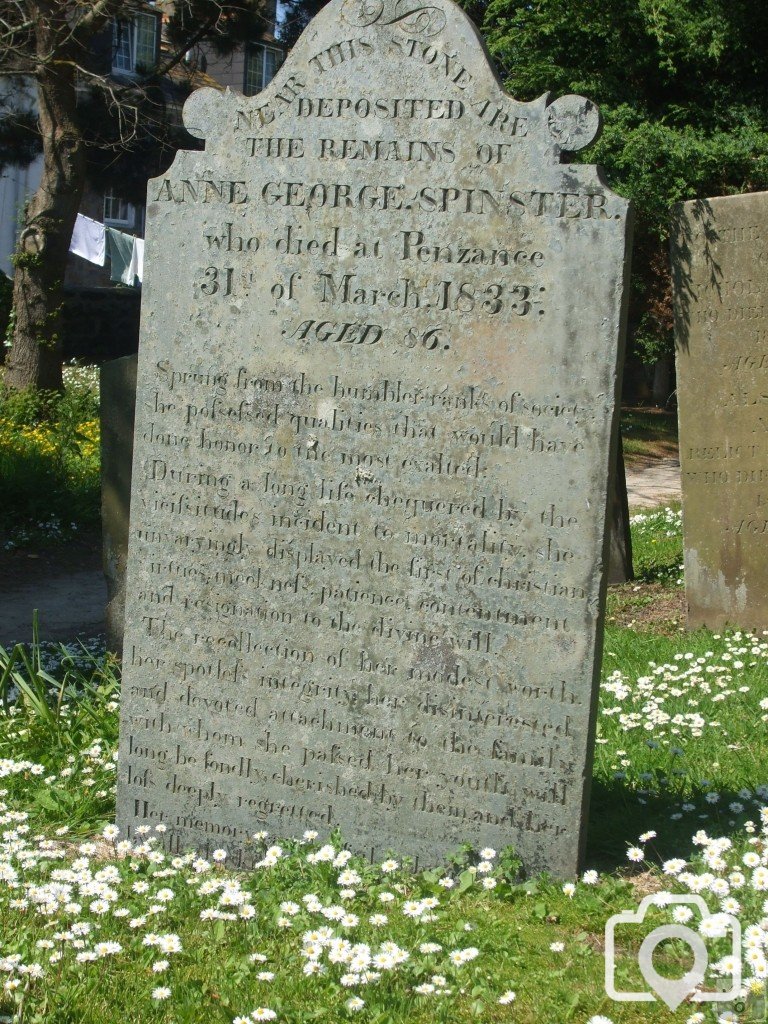 NEAR THIS STONE ARE
DEPOSITED
THE REMAINS OF
ANNE GEORGE. SPINSTER.
who died at Penzance
31st of March, 1833:
AGED 86.
Sprung from the humbler ranks of society,
she poſseſsed qualities that would have
done honor to the most exalted.
During a long life chequered by the
viciſsitudes incident to mortality, she
unvaryingly displayed the first of christian
virtues, meekneſs, patience, contentment
and resignation to the divine will.
The recollection of her modest worth,
her spotleſs integrity, her disinterested
and devoted attachment to the family
with whom she paſsed her youth, will
long be fondly cherished by them, and her
loſs deeply regretted.
Her memory
THE
RELICT
WHO DIED